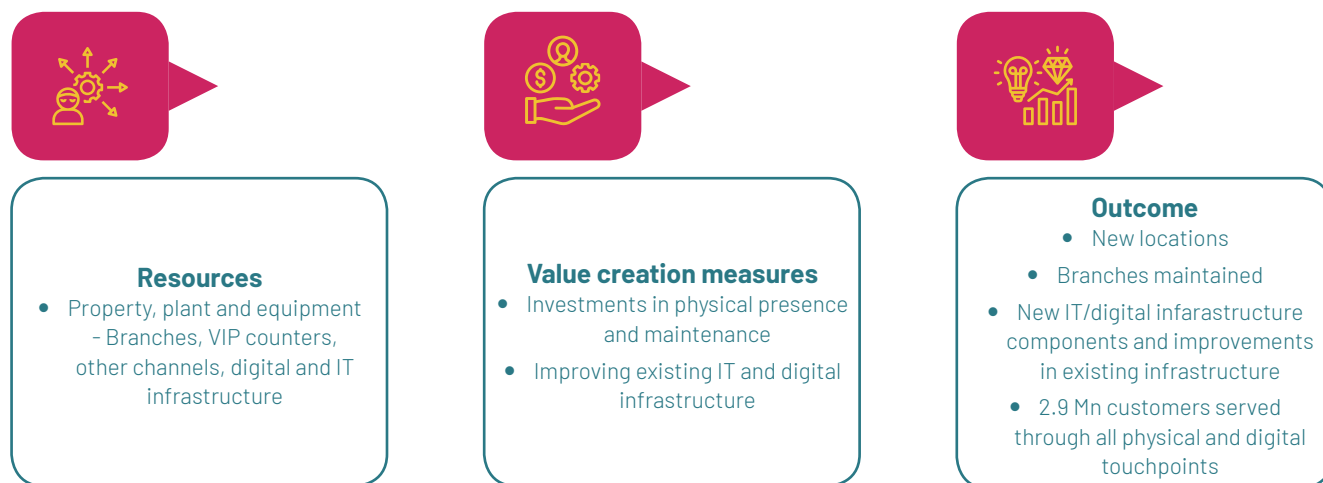 Resources
• Property, plant and equipment
- Branches, VIP counters,
other channels, digital and IT
infrastructure
Value creation measures
• Investments in physical presence
and maintenance
• Improving existing IT and digital
infrastructure
Outcome
• New locations
• Branches maintained
• New IT/digital infarastructure
components and improvements
in existing infrastructure
• 2.9 Mn customers served
through all physical and digital
touchpoints